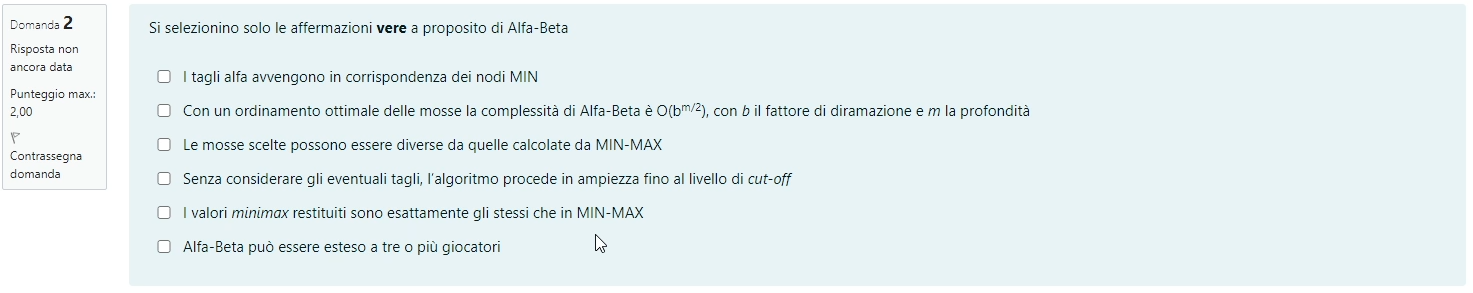 Domanda 2
Risposta non
ancora data
Punteggio max.:
2,00
Contrassegna
domanda
Si selezionino solo le affermazioni vere a proposito di Alfa-Beta
I tagli alfa avvengono in corrispondenza dei nodi MIN
Con un ordinamento ottimale delle mosse la complessità di Alfa-Beta è O(b^m/2), con b il fattore di diramazione e m la profondità
Le mosse scelte possono essere diverse da quelle calcolate da MIN-MAX
Senza considerare gli eventuali tagli, l'algoritmo procede in ampiezza fino al livello di cut-off
I valori minimax restituiti sono esattamente gli stessi che in MIN-MAX
Alfa-Beta può essere esteso a tre o più giocatori